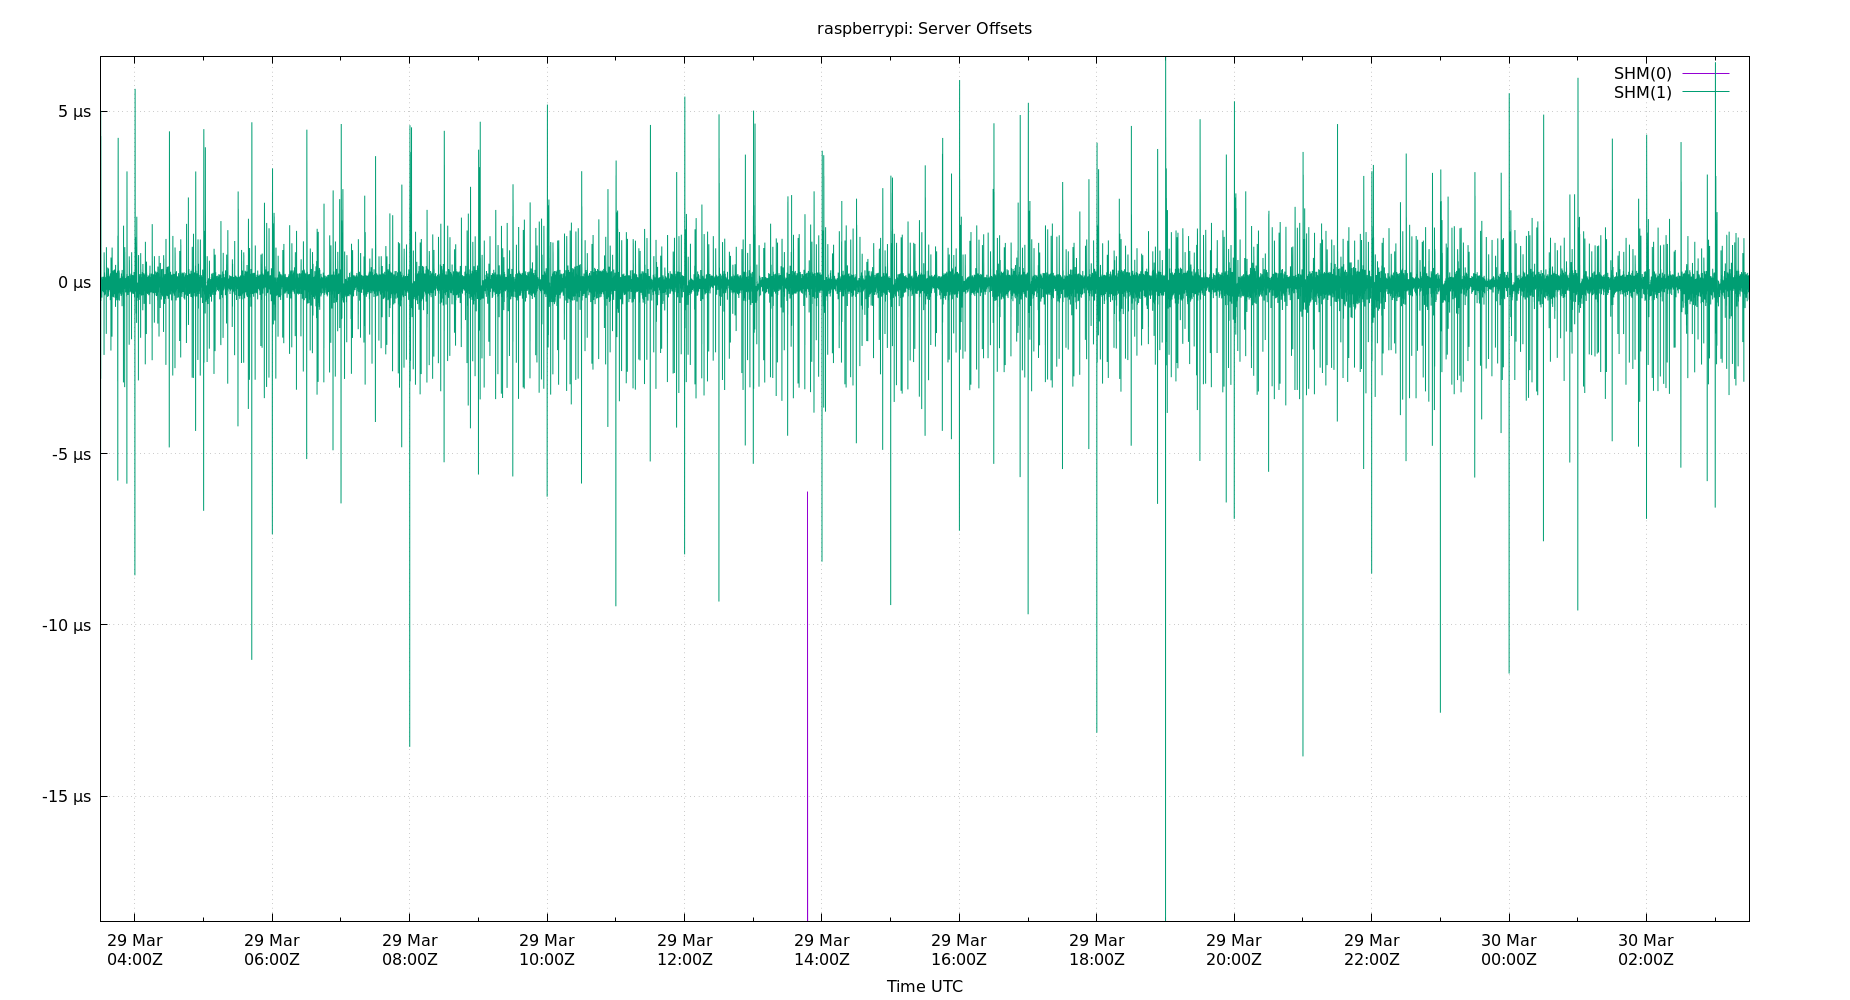 raspberrypi: Server Offsets
SHM(0)
SHM(1)
5 µs
0 µs
-5 µs
-10 µs
-15 µs
29 Mar 29 Mar 29 Mar 29 Mar 29 Mar 29 Mar 29 Mar 29 Mar 29 Mar 29 Mar 30 Mar 30 Mar
04:00Z 06:00Z 08:00Z 10:00Z 12:00Z 14:00Z 16:00Z 18:00Z 20:00Z 22:00Z 00:00Z 02:00Z
Time UTC